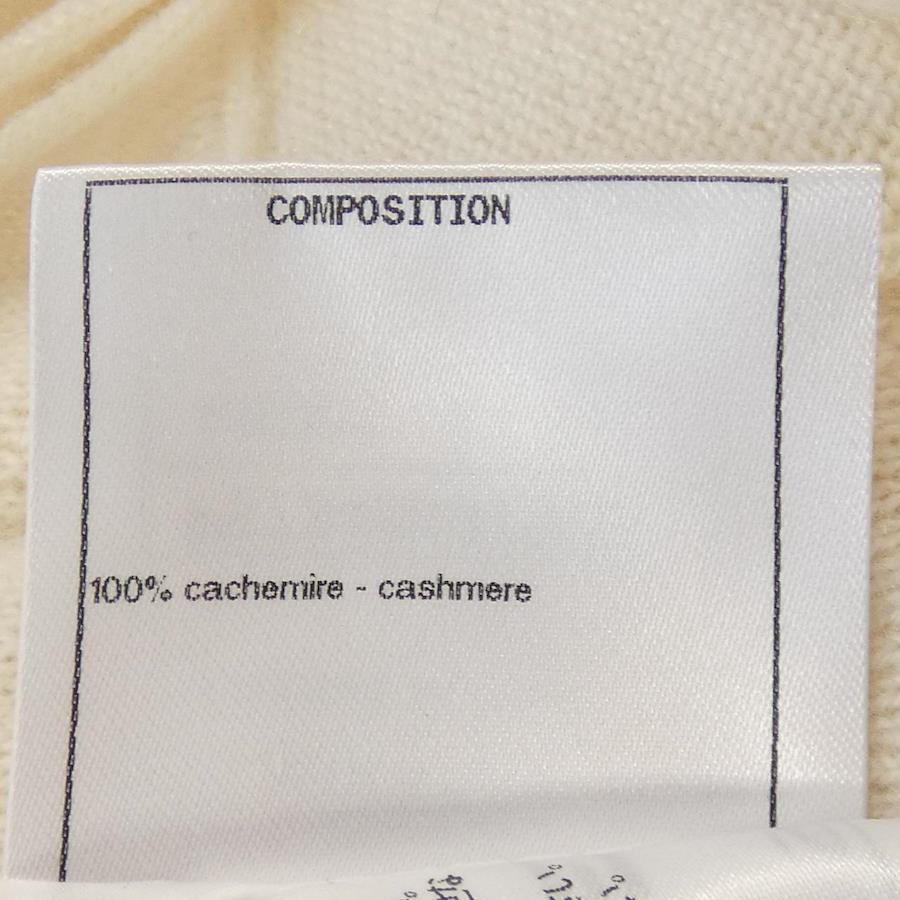 COMPOSITION
100% cachemire - cashmere